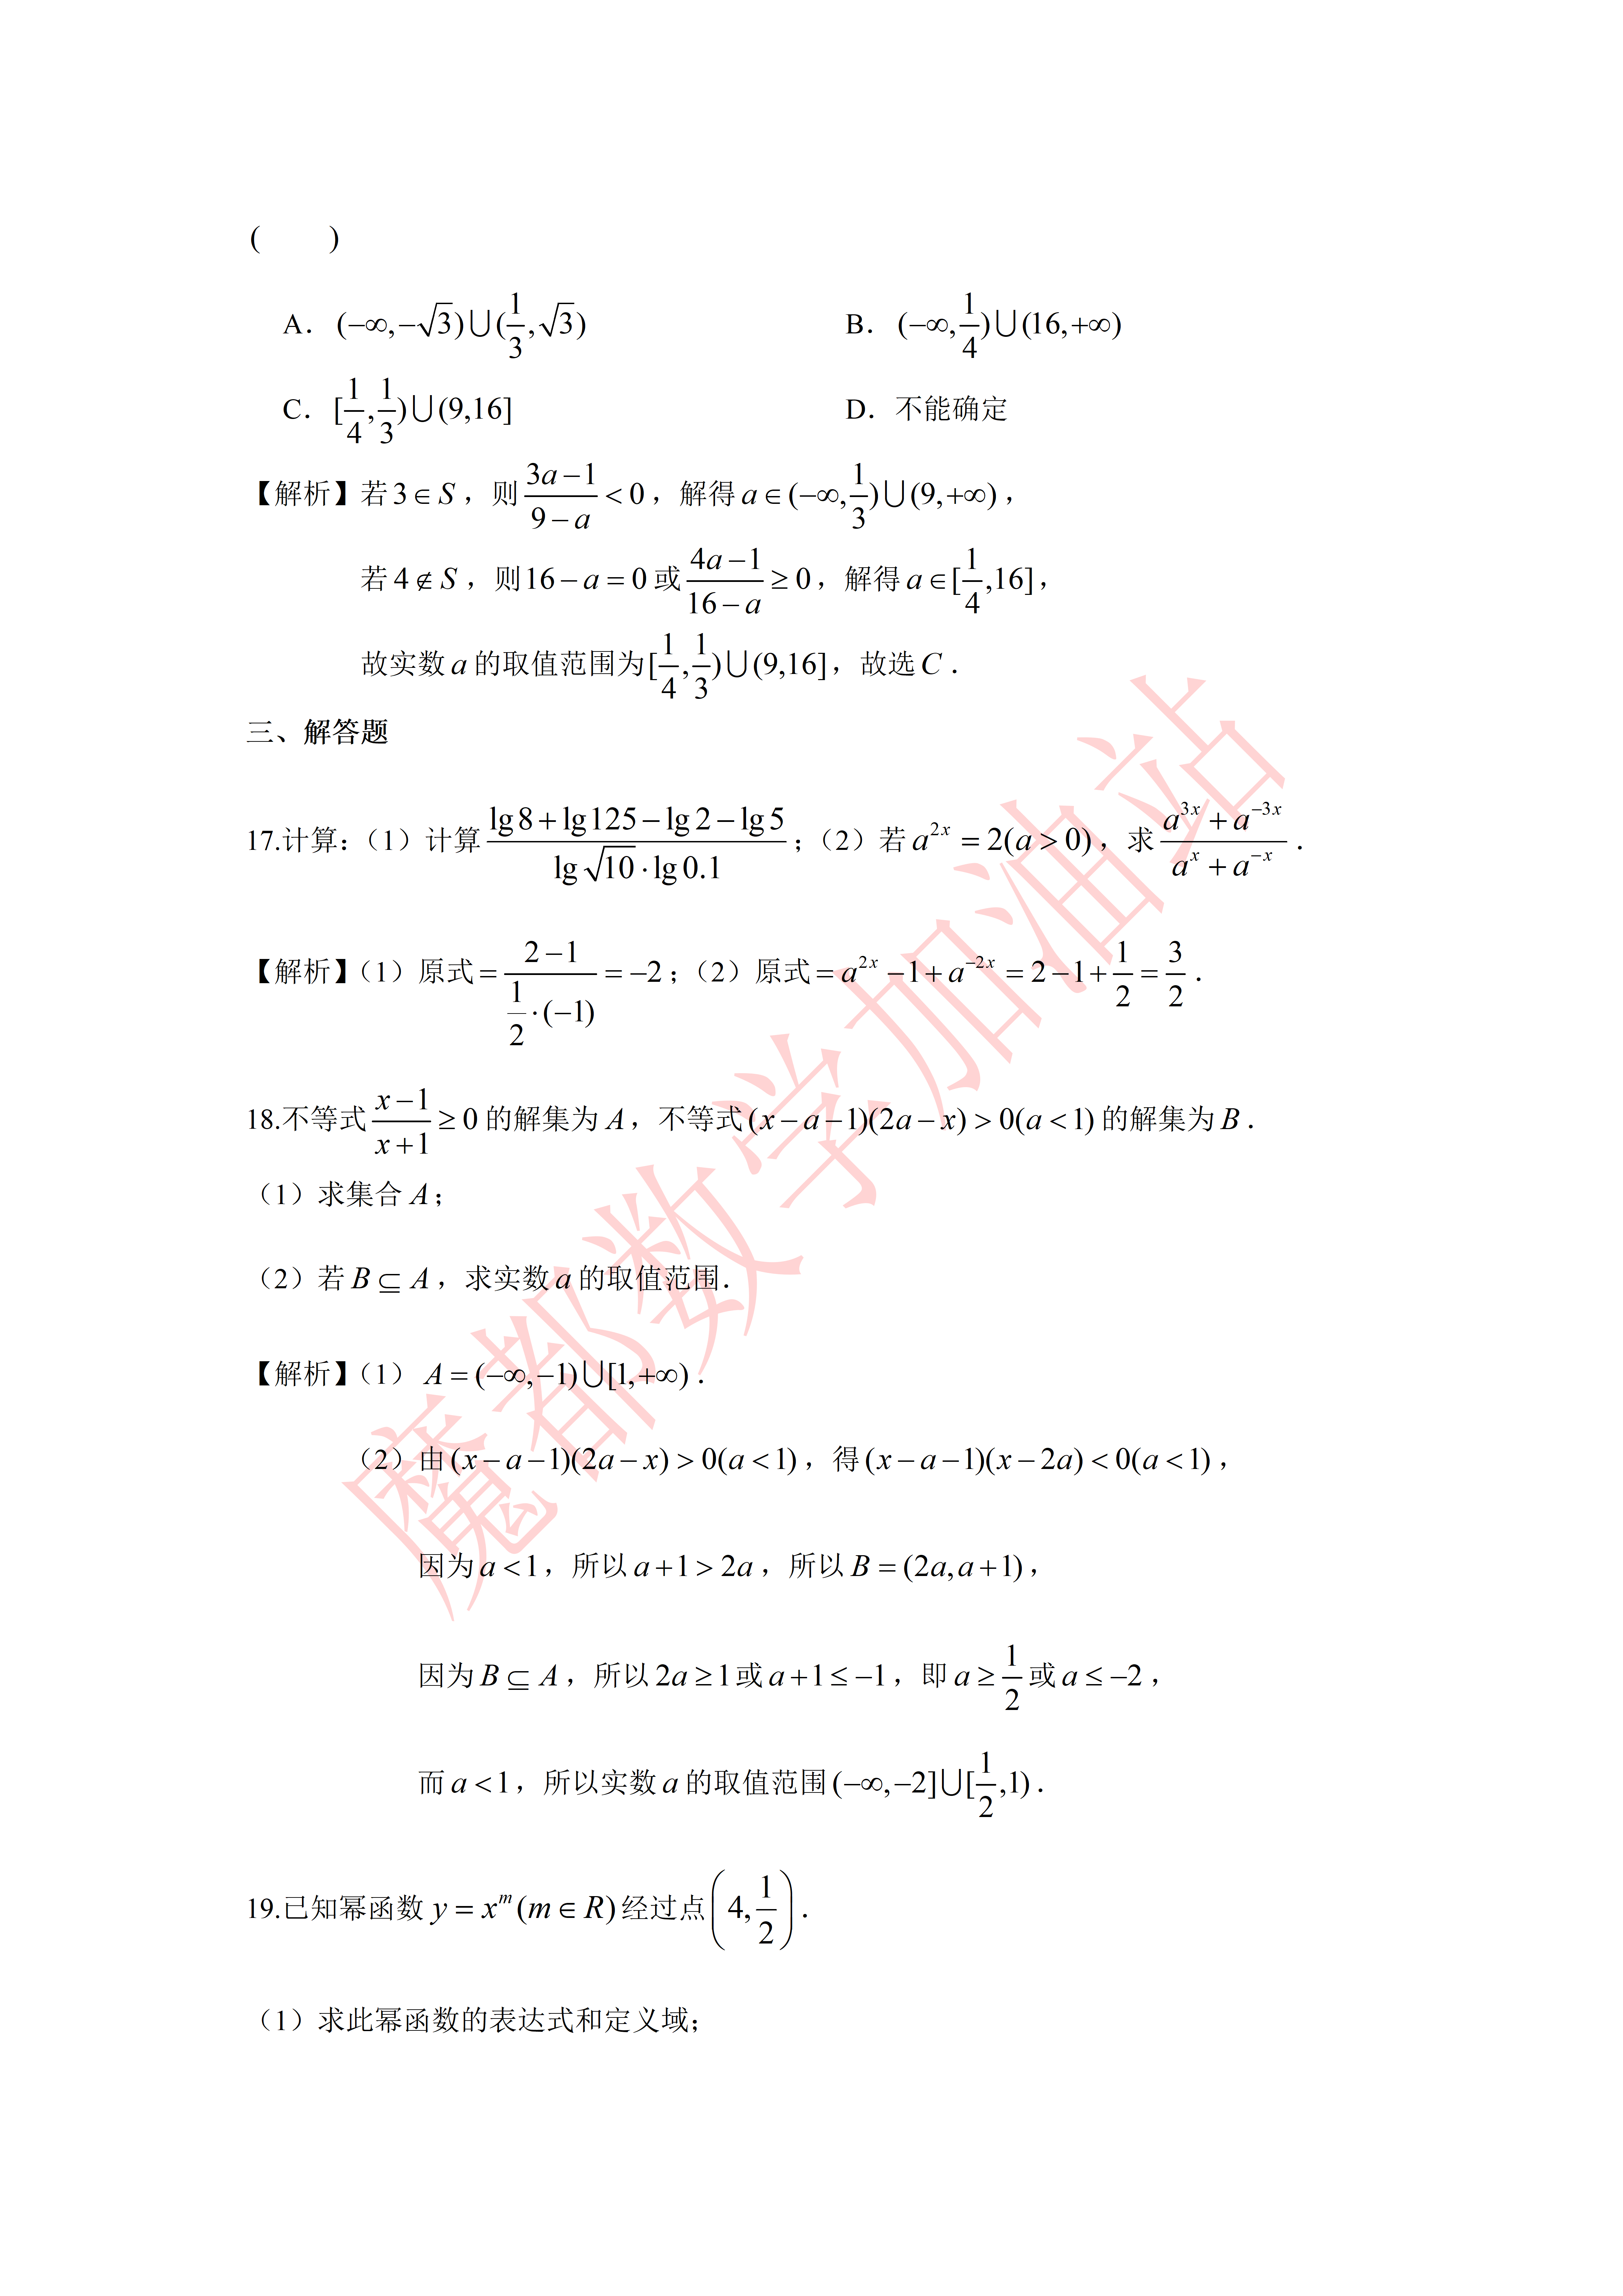 (    )
A. (−∞,−√3)∪(1/3,√3)    B. (−∞,1/4)∪(16,+∞)
C. [1/4,1/3)∪(9,16]    D. 不能确定
【解析】若3∈S，则(3a−1)/(9−a)<0，解得a∈(−∞,1/3)∪(9,+∞)，
若4∉S，则16−a=0或(4a−1)/(16−a)≥0，解得a∈[1/4,16]，
故实数a的取值范围为[1/4,1/3)∪(9,16]，故选C．
三、解答题
17.计算：（1）计算(lg8+lg125−lg2−lg5)/(lg√10·lg0.1)；（2）若a^{2x}=2(a>0)，求(a^{3x}+a^{−3x})/(a^x+a^{−x})．
【解析】（1）原式=(2−1)/(1/2·(−1))=−2；（2）原式=a^{2x}−1+a^{−2x}=2−1+1/2=3/2．
18.不等式(x−1)/(x+1)≥0的解集为A，不等式(x−a−1)(2a−x)>0(a<1)的解集为B．
（1）求集合A；
（2）若B⊆A，求实数a的取值范围．
【解析】（1）A=(−∞,−1)∪[1,+∞)．
（2）由(x−a−1)(2a−x)>0(a<1)，得(x−a−1)(x−2a)<0(a<1)，
因为a<1，所以a+1>2a，所以B=(2a,a+1)，
因为B⊆A，所以2a≥1或a+1≤−1，即a≥1/2或a≤−2，
而a<1，所以实数a的取值范围(−∞,−2]∪[1/2,1)．
19.已知幂函数y=x^m(m∈R)经过点(4,1/2)．
（1）求此幂函数的表达式和定义域；
魔都数学加油站